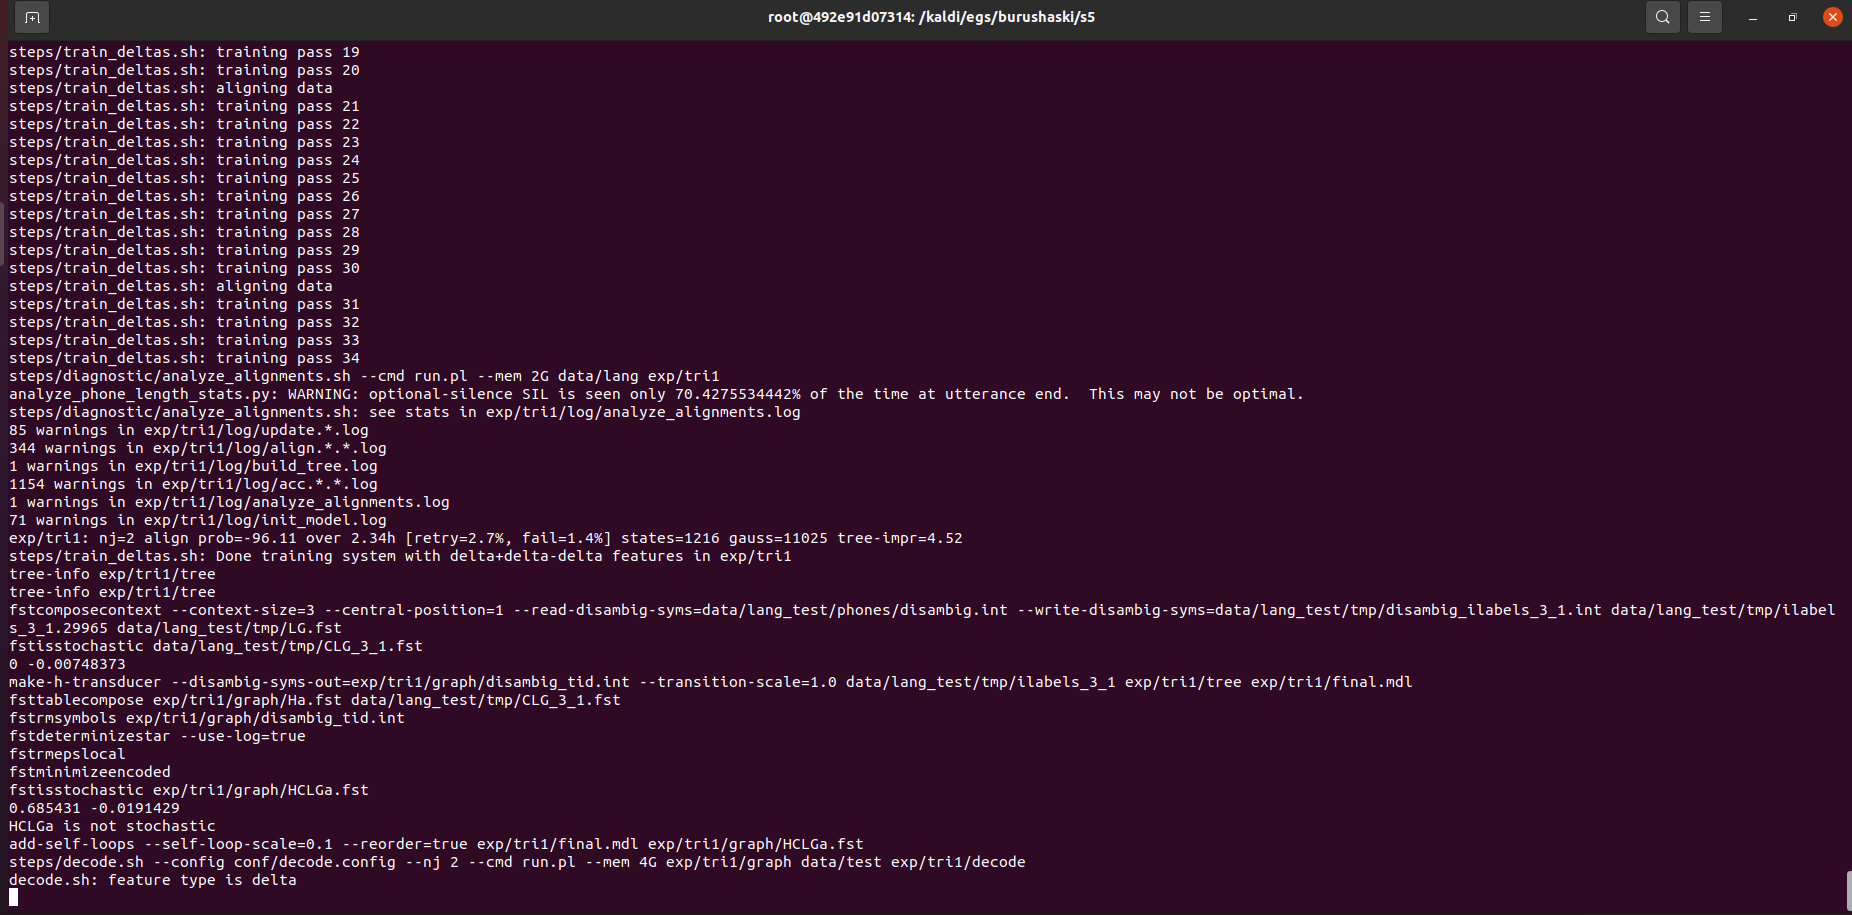 root@492e91d07314: /kaldi/egs/burushaski/s5
steps/train_deltas.sh: training pass 19
steps/train_deltas.sh: training pass 20
steps/train_deltas.sh: aligning data
steps/train_deltas.sh: training pass 21
steps/train_deltas.sh: training pass 22
steps/train_deltas.sh: training pass 23
steps/train_deltas.sh: training pass 24
steps/train_deltas.sh: training pass 25
steps/train_deltas.sh: training pass 26
steps/train_deltas.sh: training pass 27
steps/train_deltas.sh: training pass 28
steps/train_deltas.sh: training pass 29
steps/train_deltas.sh: training pass 30
steps/train_deltas.sh: aligning data
steps/train_deltas.sh: training pass 31
steps/train_deltas.sh: training pass 32
steps/train_deltas.sh: training pass 33
steps/train_deltas.sh: training pass 34
steps/diagnostic/analyze_alignments.sh --cmd run.pl --mem 2G data/lang exp/tri1
analyze_phone_length_stats.py: WARNING: optional-silence SIL is seen only 70.4275534442% of the time at utterance end.  This may not be optimal.
steps/diagnostic/analyze_alignments.sh: see stats in exp/tri1/log/analyze_alignments.log
85 warnings in exp/tri1/log/update.*.log
344 warnings in exp/tri1/log/align.*.*.log
1 warnings in exp/tri1/log/build_tree.log
1154 warnings in exp/tri1/log/acc.*.*.log
1 warnings in exp/tri1/log/analyze_alignments.log
71 warnings in exp/tri1/log/init_model.log
exp/tri1: nj=2 align prob=-96.11 over 2.34h [retry=2.7%, fail=1.4%] states=1216 gauss=11025 tree-impr=4.52
steps/train_deltas.sh: Done training system with delta+delta-delta features in exp/tri1
tree-info exp/tri1/tree
tree-info exp/tri1/tree
fstcomposecontext --context-size=3 --central-position=1 --read-disambig-syms=data/lang_test/phones/disambig.int --write-disambig-syms=data/lang_test/tmp/disambig_ilabels_3_1.int data/lang_test/tmp/ilabel
s_3_1.29965 data/lang_test/tmp/LG.fst
fstisstochastic data/lang_test/tmp/CLG_3_1.fst
0 -0.00748373
make-h-transducer --disambig-syms-out=exp/tri1/graph/disambig_tid.int --transition-scale=1.0 data/lang_test/tmp/ilabels_3_1 exp/tri1/tree exp/tri1/final.mdl
fsttablecompose exp/tri1/graph/Ha.fst data/lang_test/tmp/CLG_3_1.fst
fstrmsymbols exp/tri1/graph/disambig_tid.int
fstdeterminizestar --use-log=true
fstrmepslocal
fstminimizeencoded
fstisstochastic exp/tri1/graph/HCLGa.fst
0.685431 -0.0191429
HCLGa is not stochastic
add-self-loops --self-loop-scale=0.1 --reorder=true exp/tri1/final.mdl exp/tri1/graph/HCLGa.fst
steps/decode.sh --config conf/decode.config --nj 2 --cmd run.pl --mem 4G exp/tri1/graph data/test exp/tri1/decode
decode.sh: feature type is delta